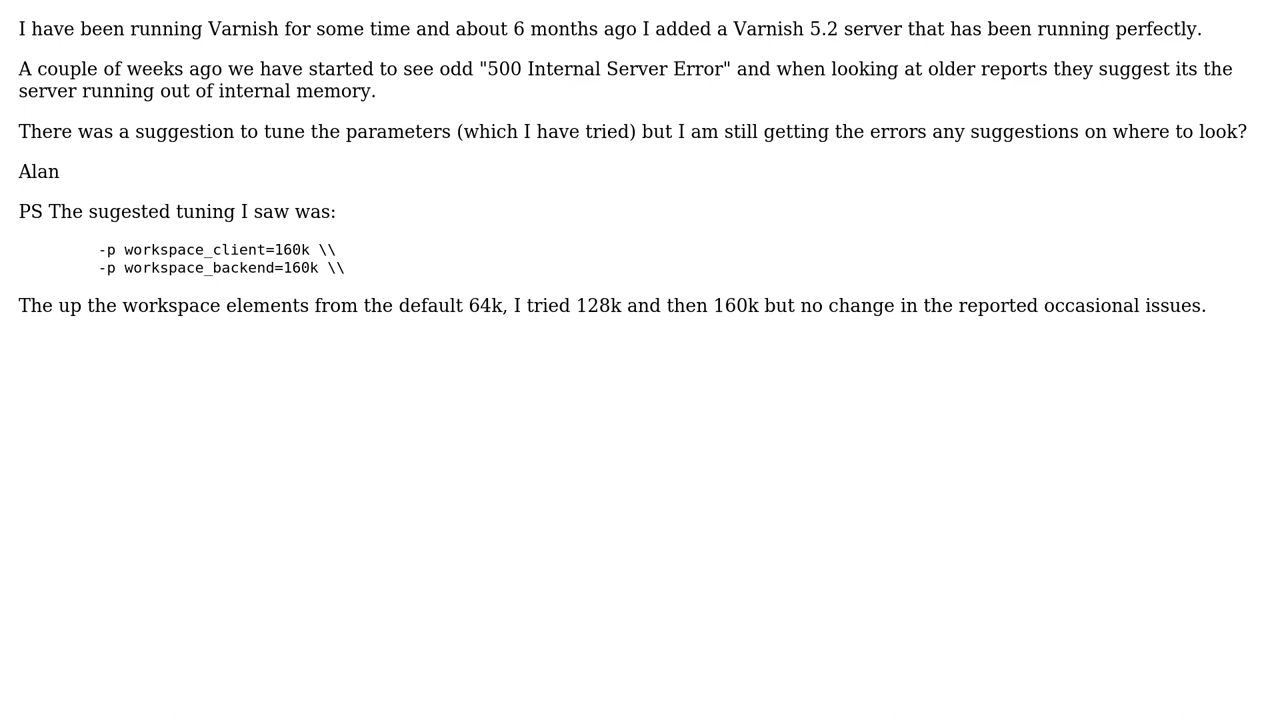 I have been running Varnish for some time and about 6 months ago I added a Varnish 5.2 server that has been running perfectly.
A couple of weeks ago we have started to see odd "500 Internal Server Error" and when looking at older reports they suggest its the
server running out of internal memory.
There was a suggestion to tune the parameters (which I have tried) but I am still getting the errors any suggestions on where to look?
Alan
PS The sugested tuning I saw was:
-p workspace_client=160k \\
-p workspace_backend=160k \\
The up the workspace elements from the default 64k, I tried 128k and then 160k but no change in the reported occasional issues.